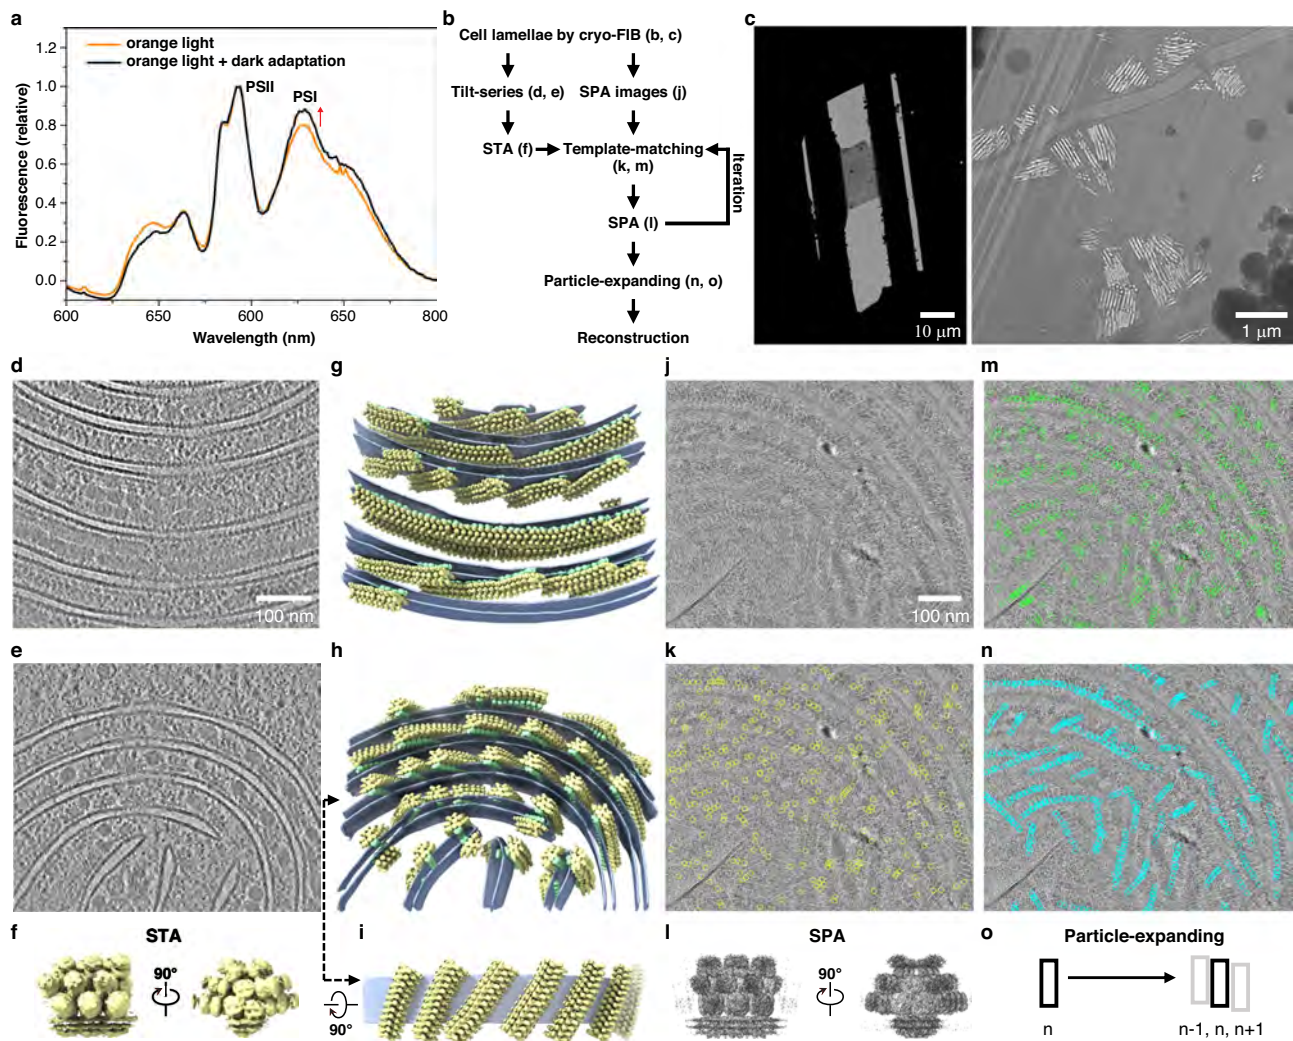 a
orange light
orange light + dark adaptation
PSII
PSI
Fluorescence (relative)
1.2
1.0
0.8
0.6
0.4
0.2
0.0
600
650
600
650
800
Wavelength (nm)
b
Cell lamellae by cryo-FIB (b, c)
Tilt-series (d, e)
SPA images (j)
STA (f)
Template-matching
(k, m)
Iteration
SPA (l)
Particle-expanding (n, o)
Reconstruction
c
10 μm
1 μm
d
100 nm
g
j
100 nm
m
e
h
k
n
f
STA
90°
i
90°
l
SPA
90°
o
Particle-expanding
n
n-1, n, n+1